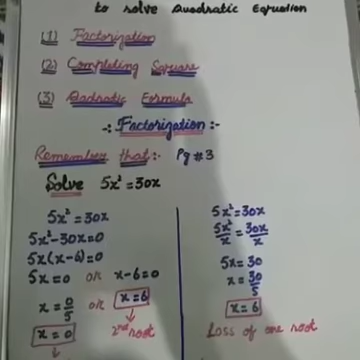 to solve Quadratic Equation
(1) Factorization
(2) Completing Square
(3) Qadratic Formula
-: Factorization :-
Remember that:- Pg # 3
Solve 5x² = 30x
5x² = 30x
5x² - 30x = 0
5x(x - 6) = 0
5x = 0 or x - 6 = 0
x = 0/5 or x = 6
x = 0 2nd root
5x² = 30x
5x²/x = 30x/x
5x = 30
x = 30/5
x = 6
Loss of one root